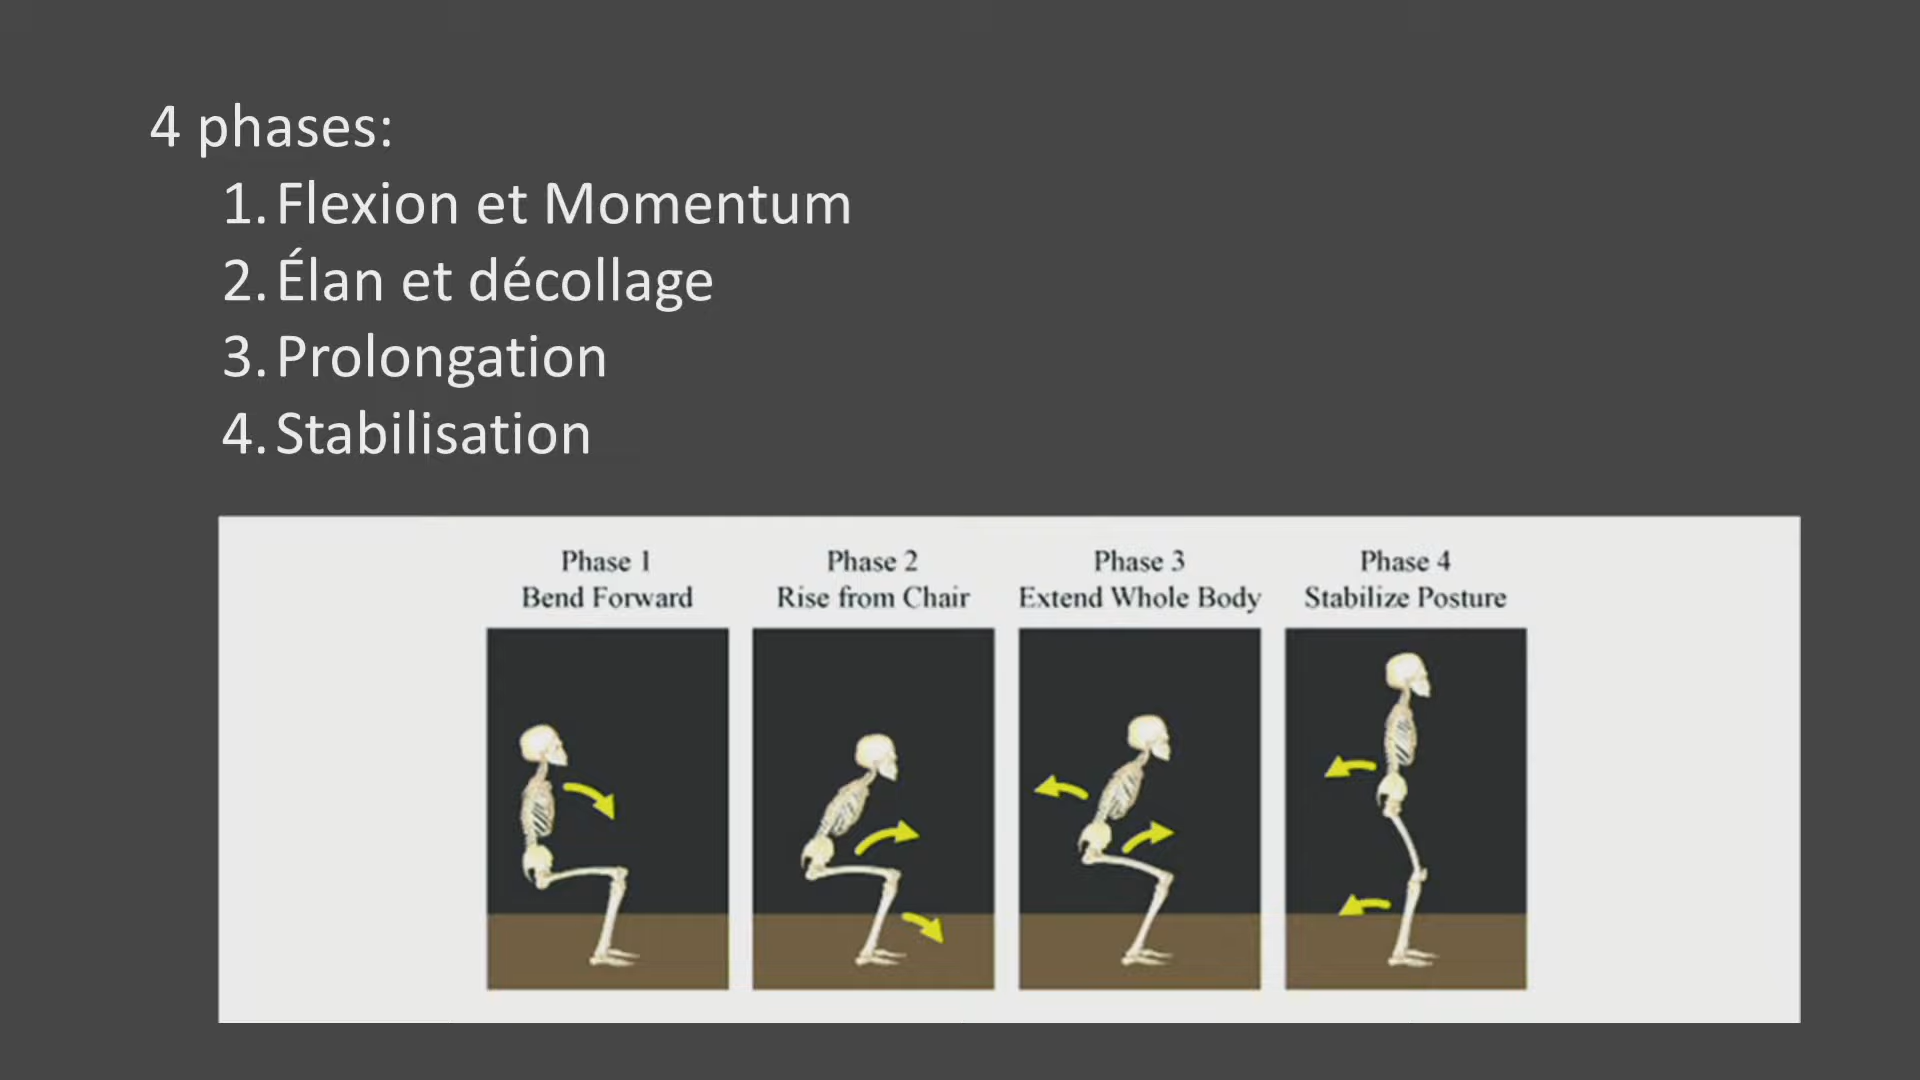 4 phases:
1. Flexion et Momentum
2. Élan et décollage
3. Prolongation
4. Stabilisation
Phase 1
Bend Forward
Phase 2
Rise from Chair
Phase 3
Extend Whole Body
Phase 4
Stabilize Posture